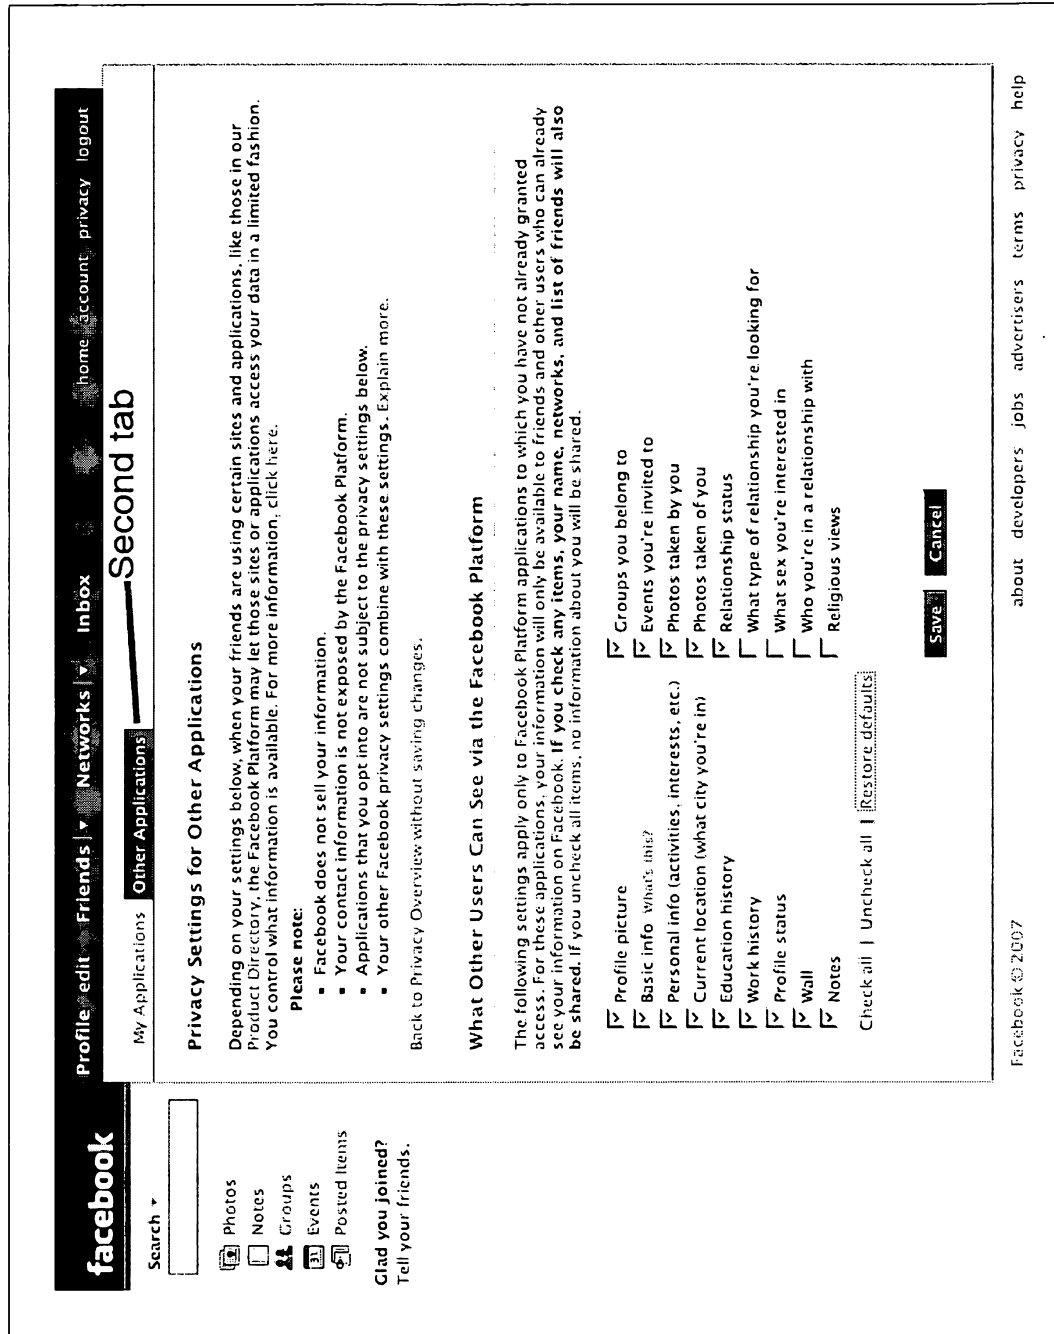 facebook
Profile edit Friends ▾ Networks ▾ Inbox home account privacy logout
Second tab
Search ▾
Photos
Notes
Groups
Events
Posted Items
Glad you joined?
Tell your friends.
My Applications Other Applications
Privacy Settings for Other Applications
Depending on your settings below, when your friends are using certain sites and applications, like those in our
Product Directory, the Facebook Platform may let those sites or applications access your data in a limited fashion.
You control what information is available. For more information, click here.
Please note:
▪ Facebook does not sell your information.
▪ Your contact information is not exposed by the Facebook Platform.
▪ Applications that you opt into are not subject to the privacy settings below.
▪ Your other Facebook privacy settings combine with these settings. Explain more.
Back to Privacy Overview without saving changes.
What Other Users Can See via the Facebook Platform
The following settings apply only to Facebook Platform applications to which you have not already granted
access. For these applications, your information will only be available to friends and other users who can already
see your information on Facebook. If you check any items, your name, networks, and list of friends will also
be shared. If you uncheck all items, no information about you will be shared.
Profile picture
Basic info What's this?
Personal info (activities, interests, etc.)
Current location (what city you're in)
Education history
Work history
Profile status
Wall
Notes
Groups you belong to
Events you're invited to
Photos taken by you
Photos taken of you
Relationship status
What type of relationship you're looking for
What sex you're interested in
Who you're in a relationship with
Religious views
Check all | Uncheck all | Restore defaults
Save Cancel
Facebook © 2007 about developers jobs advertisers terms privacy help